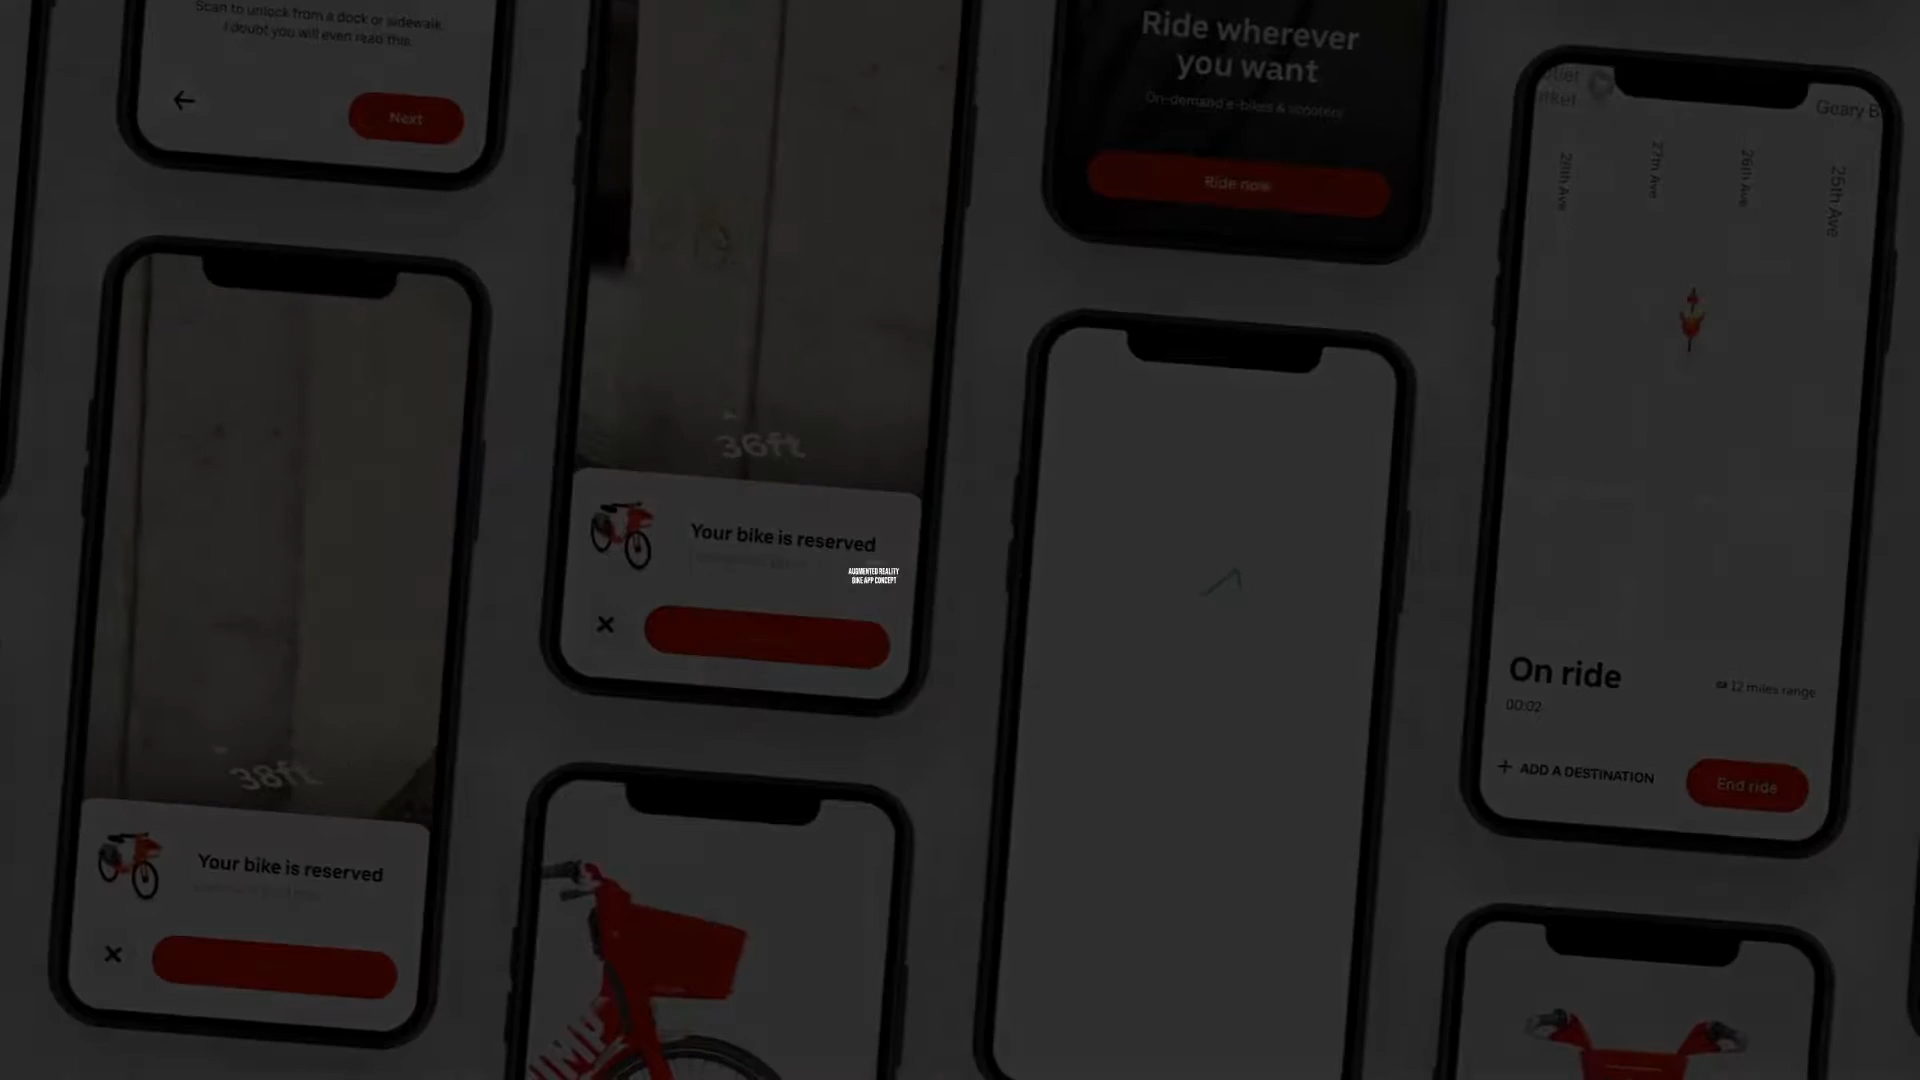 Scan to unlock from a dock or sidewalk.
I doubt you will even read this.
Next
38ft
Your bike is reserved
36ft
Your bike is reserved
AUGMENTED REALITY
BIKE APP CONCEPT
UMP
Ride wherever
you want
On-demand e-bikes & scooters
Ride now
Geary B
28th Ave
27th Ave
26th Ave
25th Ave
On ride
12 miles range
00:02
+ ADD A DESTINATION
End ride